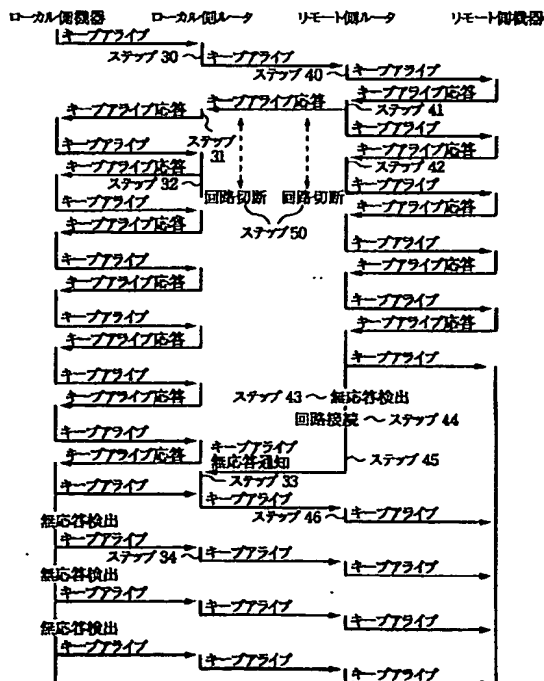 ローカル側機器 ローカル側ルータ リモート側ルータ リモート側機器
キープアライブ
ステップ 30 キープアライブ
ステップ 40 キープアライブ
キープアライブ応答
キープアライブ応答 ステップ 41
キープアライブ応答 キープアライブ
ステップ 31
キープアライブ キープアライブ応答
キープアライブ応答 ステップ 42
ステップ 32 キープアライブ
キープアライブ 回路切断 回路切断 キープアライブ応答
キープアライブ応答 ステップ 50
キープアライブ キープアライブ
キープアライブ応答 キープアライブ応答
キープアライブ キープアライブ
キープアライブ応答 キープアライブ応答
キープアライブ キープアライブ
キープアライブ応答 ステップ 43 無応答検出
回路接続 ステップ 44
キープアライブ キープアライブ
キープアライブ応答 無応答通知 ステップ 45
ステップ 33
キープアライブ キープアライブ
ステップ 46 キープアライブ
無応答検出
キープアライブ
ステップ 34 キープアライブ
キープアライブ
無応答検出
キープアライブ
キープアライブ
キープアライブ
無応答検出
キープアライブ
キープアライブ
キープアライブ